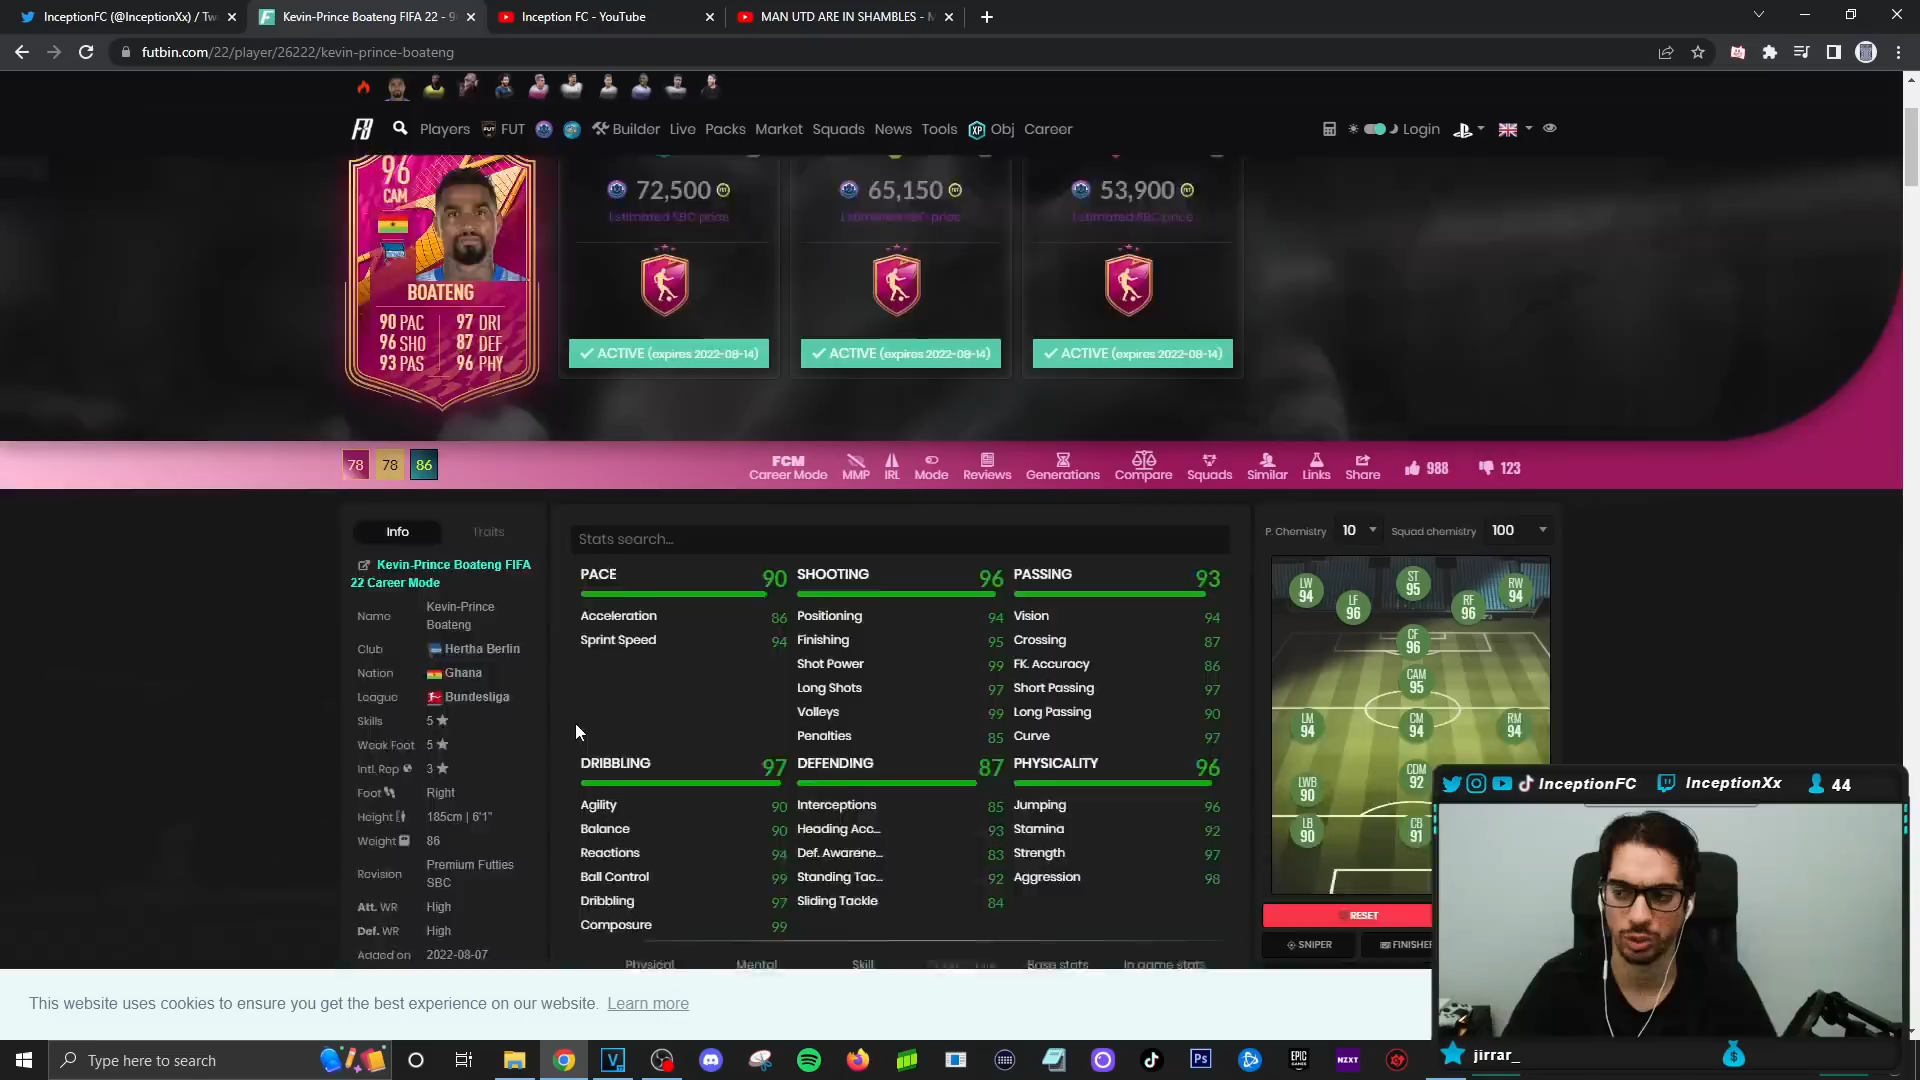 InceptionFC (@InceptionXx) / Tw
Kevin-Prince Boateng FIFA 22 - 9
Inception FC - YouTube
MAN UTD ARE IN SHAMBLES - M
futbin.com/22/player/26222/kevin-prince-boateng
Players FUT Builder Live Packs Market Squads News Tools XP Obj Career Login
96
CAM
BOATENG
90 PAC 97 DRI
96 SHO 87 DEF
93 PAS 96 PHY
72,500 65,150 53,900
Estimated SBC price Estimated SBC price Estimated SBC price
ACTIVE (expires 2022-08-14) ACTIVE (expires 2022-08-14) ACTIVE (expires 2022-08-14)
78 78 86
FCM
Career Mode MMP IRL Mode Reviews Generations Compare Squads Similar Links Share 988 123
Info Traits
Kevin-Prince Boateng FIFA
22 Career Mode
Name Kevin-Prince
Boateng
Club Hertha Berlin
Nation Ghana
League Bundesliga
Skills 5
Weak Foot 5
Intl. Rep 3
Foot Right
Height 185cm | 6'1"
Weight 86
Revision Premium Futties
SBC
Att. WR High
Def. WR High
Added on 2022-08-07
Stats search...
PACE 90
Acceleration 86
Sprint Speed 94
SHOOTING 96
Positioning 94
Finishing 95
Shot Power 99
Long Shots 97
Volleys 99
Penalties 85
PASSING 93
Vision 94
Crossing 87
FK. Accuracy 86
Short Passing 97
Long Passing 90
Curve 97
DRIBBLING 97
Agility 90
Balance 90
Reactions 94
Ball Control 99
Dribbling 97
Composure 99
DEFENDING 87
Interceptions 85
Heading Acc... 93
Def. Awarene... 83
Standing Tac... 92
Sliding Tackle 84
PHYSICALITY 96
Jumping 96
Stamina 92
Strength 97
Aggression 98
Physical Mental Skill Base stats In game stats
P. Chemistry 10 Squad chemistry 100
LW
94
LF
96
ST
95
RF
96
RW
94
CF
96
CAM
95
LM
94
CM
94
RM
94
LWB
90
CDM
92
LB
90
CB
91
RESET
SNIPER FINISHER
InceptionFC InceptionXx 44
jirrar_
This website uses cookies to ensure you get the best experience on our website. Learn more
Type here to search
V
Ps
EPIC
GAMES
NZXT